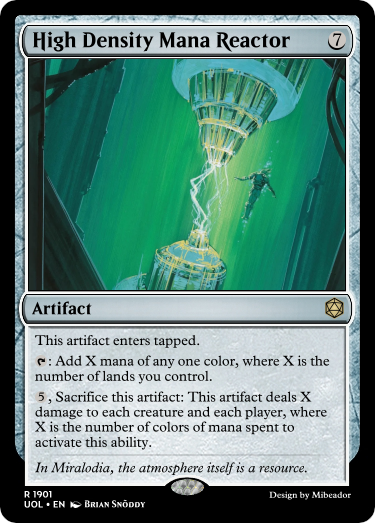 High Density Mana Reactor 7
Artifact
This artifact enters tapped.
: Add X mana of any one color, where X is the
number of lands you control.
5, Sacrifice this artifact: This artifact deals X
damage to each creature and each player, where
X is the number of colors of mana spent to
activate this ability.
In Miralodia, the atmosphere itself is a resource.
R 1901
UOL • EN Brian Snõddy
Design by Mibeador